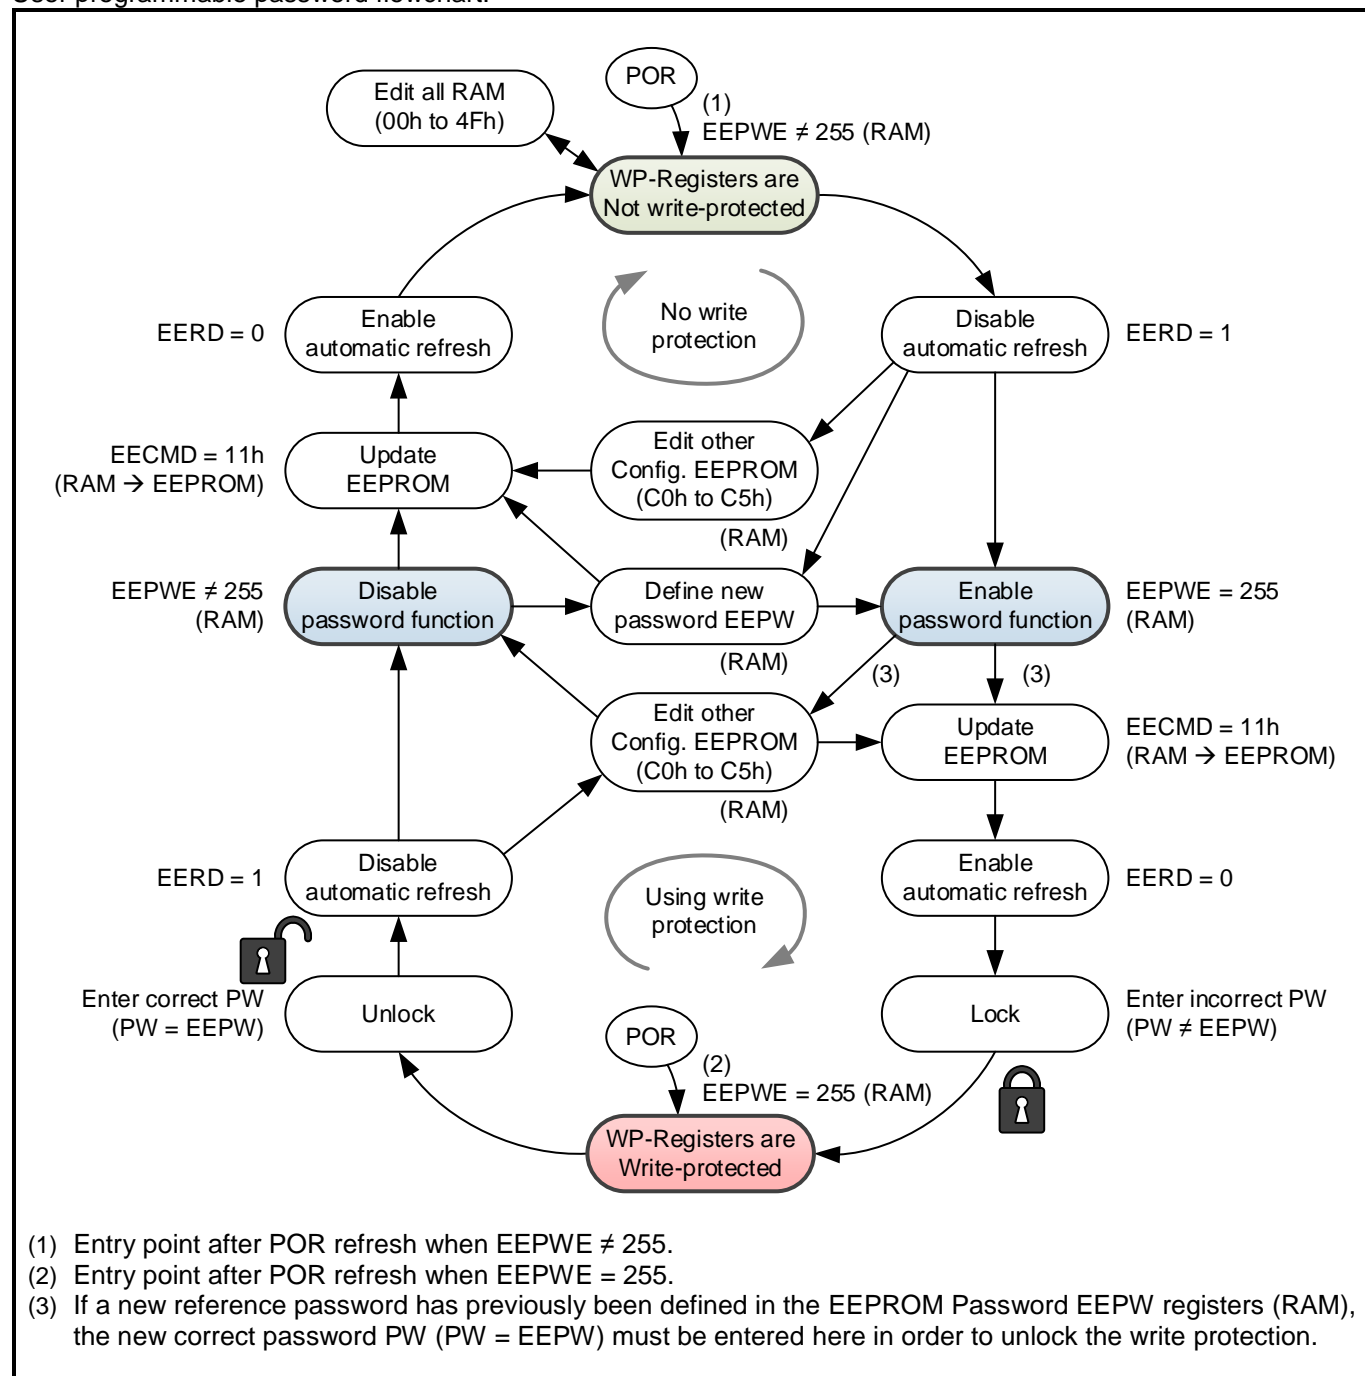 User programmable password flowchart:
POR
Edit all RAM
(00h to 4Fh)
(1)
EEPWE ≠ 255 (RAM)
WP-Registers are
Not write-protected
EERD = 0
Enable
automatic refresh
No write
protection
Disable
automatic refresh
EERD = 1
EECMD = 11h
(RAM → EEPROM)
Update
EEPROM
Edit other
Config. EEPROM
(C0h to C5h)
(RAM)
EEPWE ≠ 255
(RAM)
Disable
password function
Define new
password EEPW
(RAM)
Enable
password function
EEPWE = 255
(RAM)
(3)
(3)
Edit other
Config. EEPROM
(C0h to C5h)
(RAM)
Update
EEPROM
EECMD = 11h
(RAM → EEPROM)
EERD = 1
Disable
automatic refresh
Using write
protection
Enable
automatic refresh
EERD = 0
Enter correct PW
(PW = EEPW)
Unlock
POR
(2)
EEPWE = 255 (RAM)
Lock
Enter incorrect PW
(PW ≠ EEPW)
WP-Registers are
Write-protected
(1) Entry point after POR refresh when EEPWE ≠ 255.
(2) Entry point after POR refresh when EEPWE = 255.
(3) If a new reference password has previously been defined in the EEPROM Password EEPW registers (RAM),
the new correct password PW (PW = EEPW) must be entered here in order to unlock the write protection.